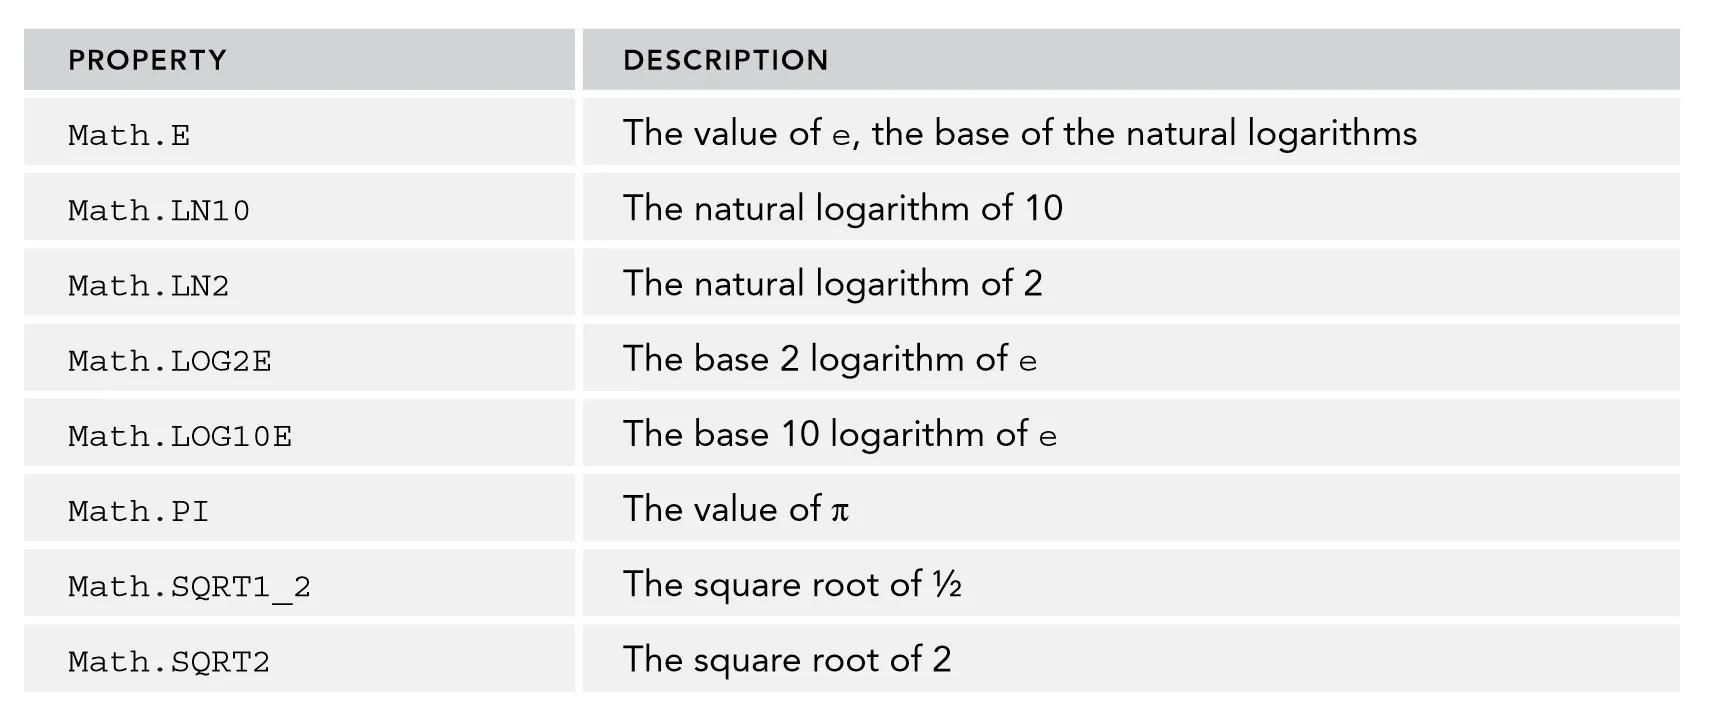 PROPERTY DESCRIPTION
Math.E The value of e, the base of the natural logarithms
Math.LN10 The natural logarithm of 10
Math.LN2 The natural logarithm of 2
Math.LOG2E The base 2 logarithm of e
Math.LOG10E The base 10 logarithm of e
Math.PI The value of π
Math.SQRT1_2 The square root of ½
Math.SQRT2 The square root of 2